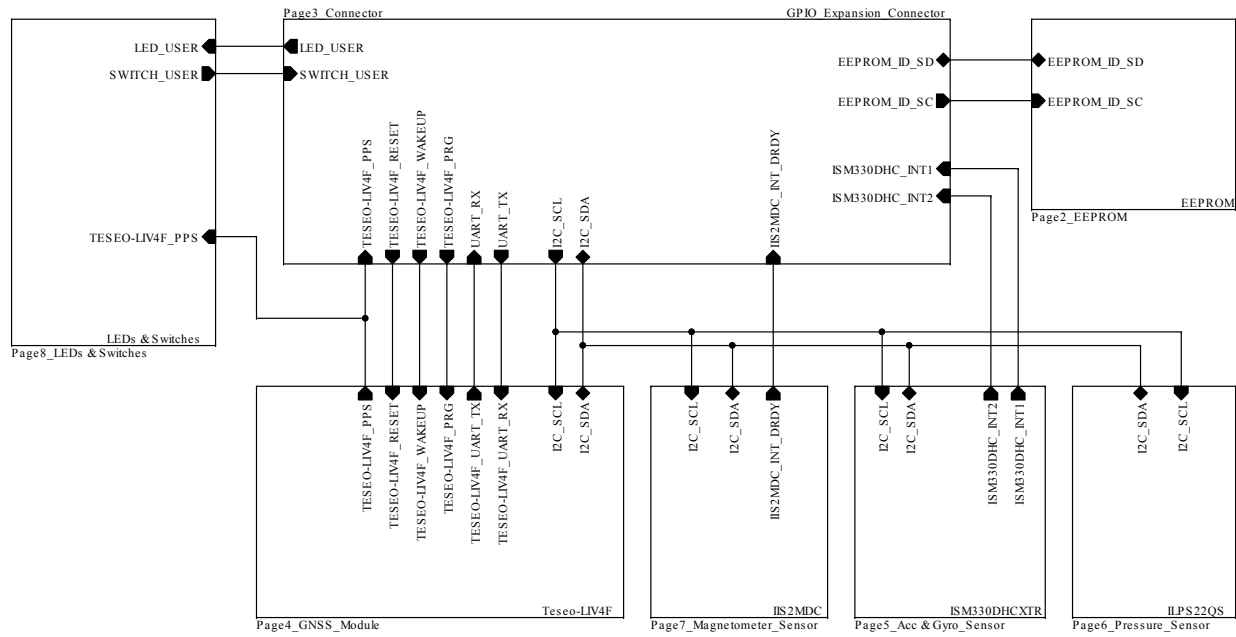 Page3_Connector
GPIO Expansion Connector
LED_USER
LED_USER
SWITCH_USER
SWITCH_USER
EEPROM_ID_SD
EEPROM_ID_SD
EEPROM_ID_SC
EEPROM_ID_SC
ISM330DHC_INT1
ISM330DHC_INT2
EEPROM
Page2_EEPROM
TESEO-LIV4F_PPS
TESEO-LIV4F_PPS
TESEO-LIV4F_RESET
TESEO-LIV4F_WAKEUP
TESEO-LIV4F_PRG
UART_RX
UART_TX
I2C_SCL
I2C_SDA
IIS2MDC_INT_DRDY
LEDs & Switches
Page8_LEDs & Switches
TESEO-LIV4F_PPS
TESEO-LIV4F_RESET
TESEO-LIV4F_WAKEUP
TESEO-LIV4F_PRG
TESEO-LIV4F_UART_TX
TESEO-LIV4F_UART_RX
I2C_SCL
I2C_SDA
Teseo-LIV4F
Page4_GNSS_Module
I2C_SCL
I2C_SDA
IIS2MDC_INT_DRDY
IIS2MDC
Page7_Magnetometer_Sensor
I2C_SCL
I2C_SDA
ISM330DHC_INT2
ISM330DHC_INT1
ISM330DHCXTR
Page5_Acc & Gyro_Sensor
I2C_SDA
I2C_SCL
ILPS22QS
Page6_Pressure_Sensor